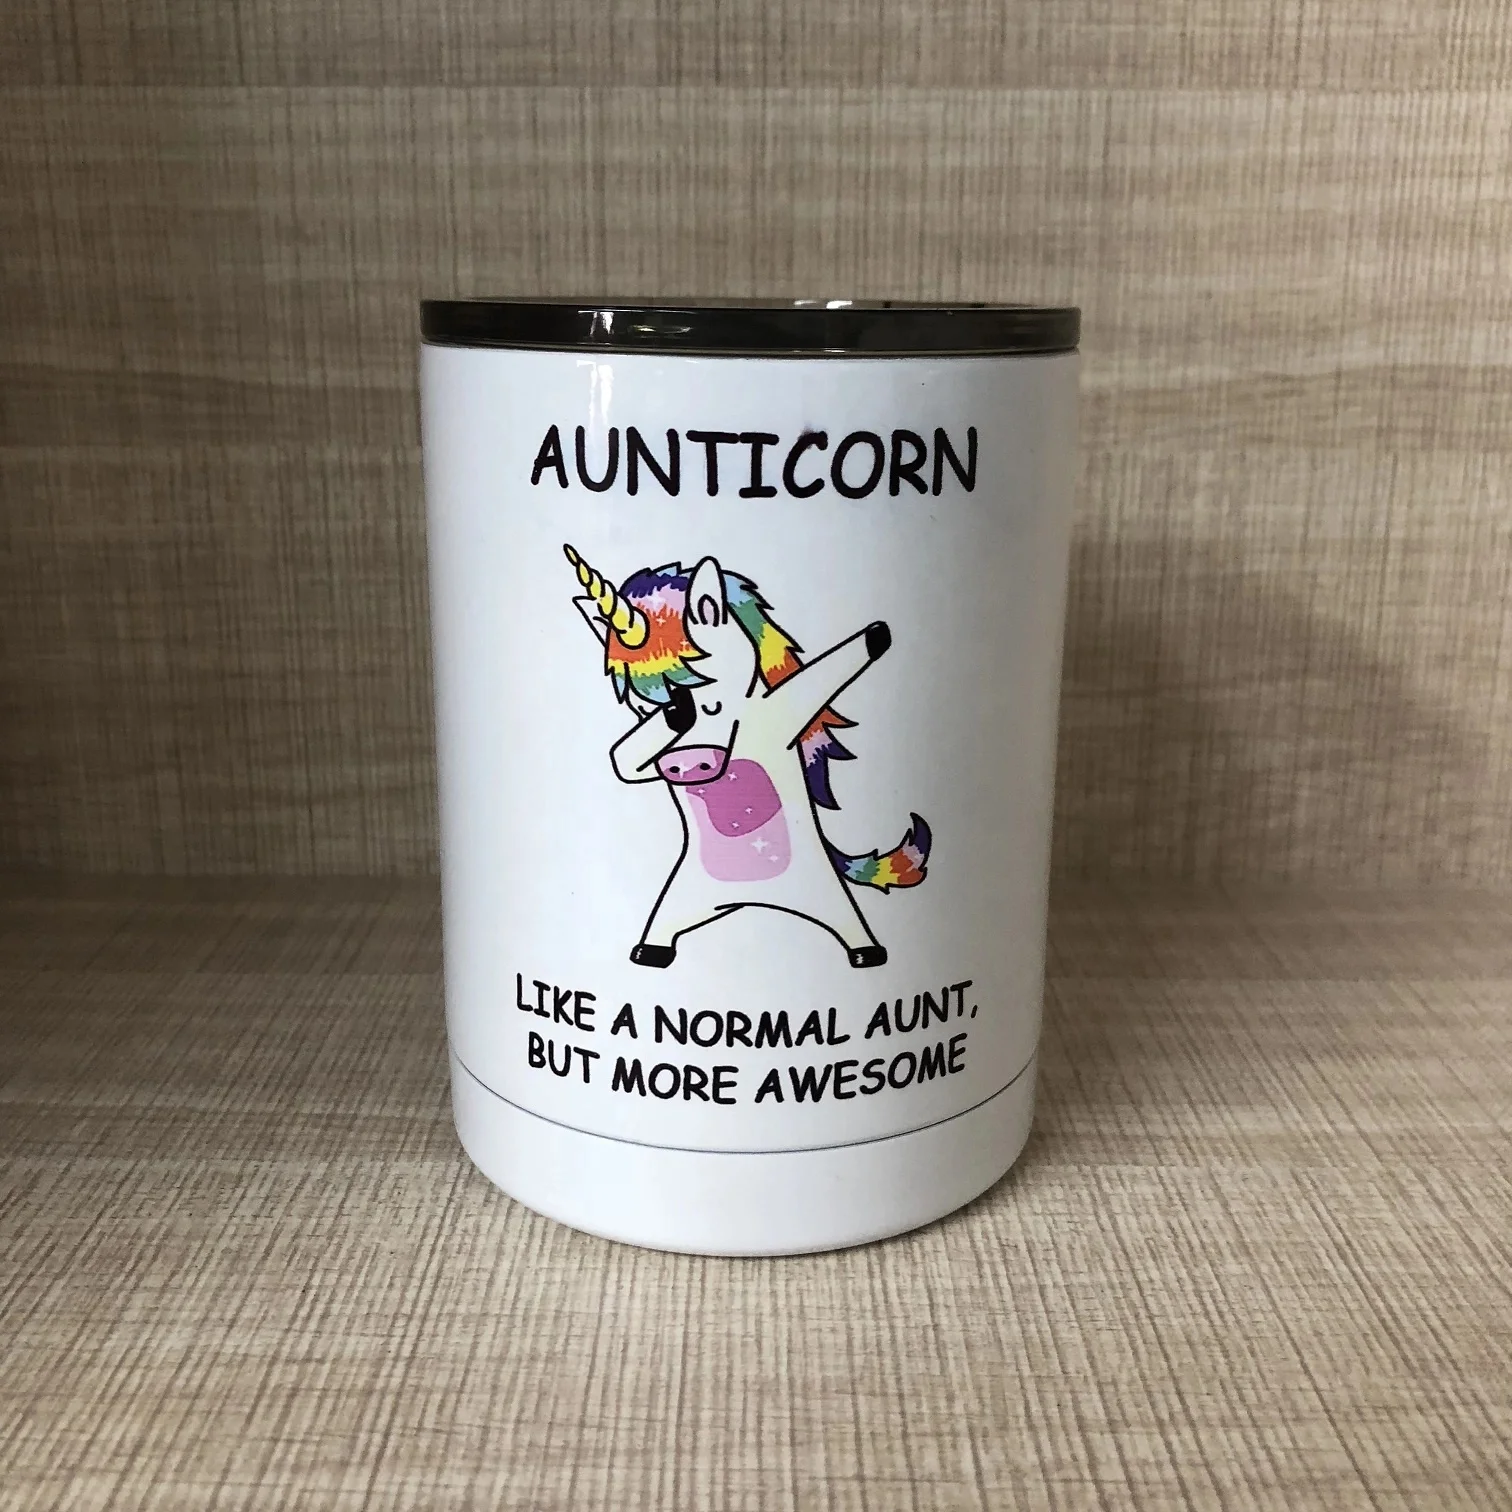 AUNTICORN
LIKE A NORMAL AUNT,
BUT MORE AWESOME